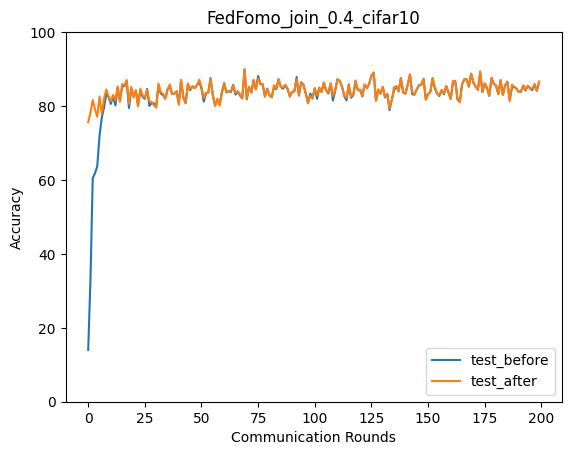 FedFomo_join_0.4_cifar10
100
80
60
40
20
0
Accuracy
0 25 50 75 100 125 150 175 200
Communication Rounds
test_before
test_after